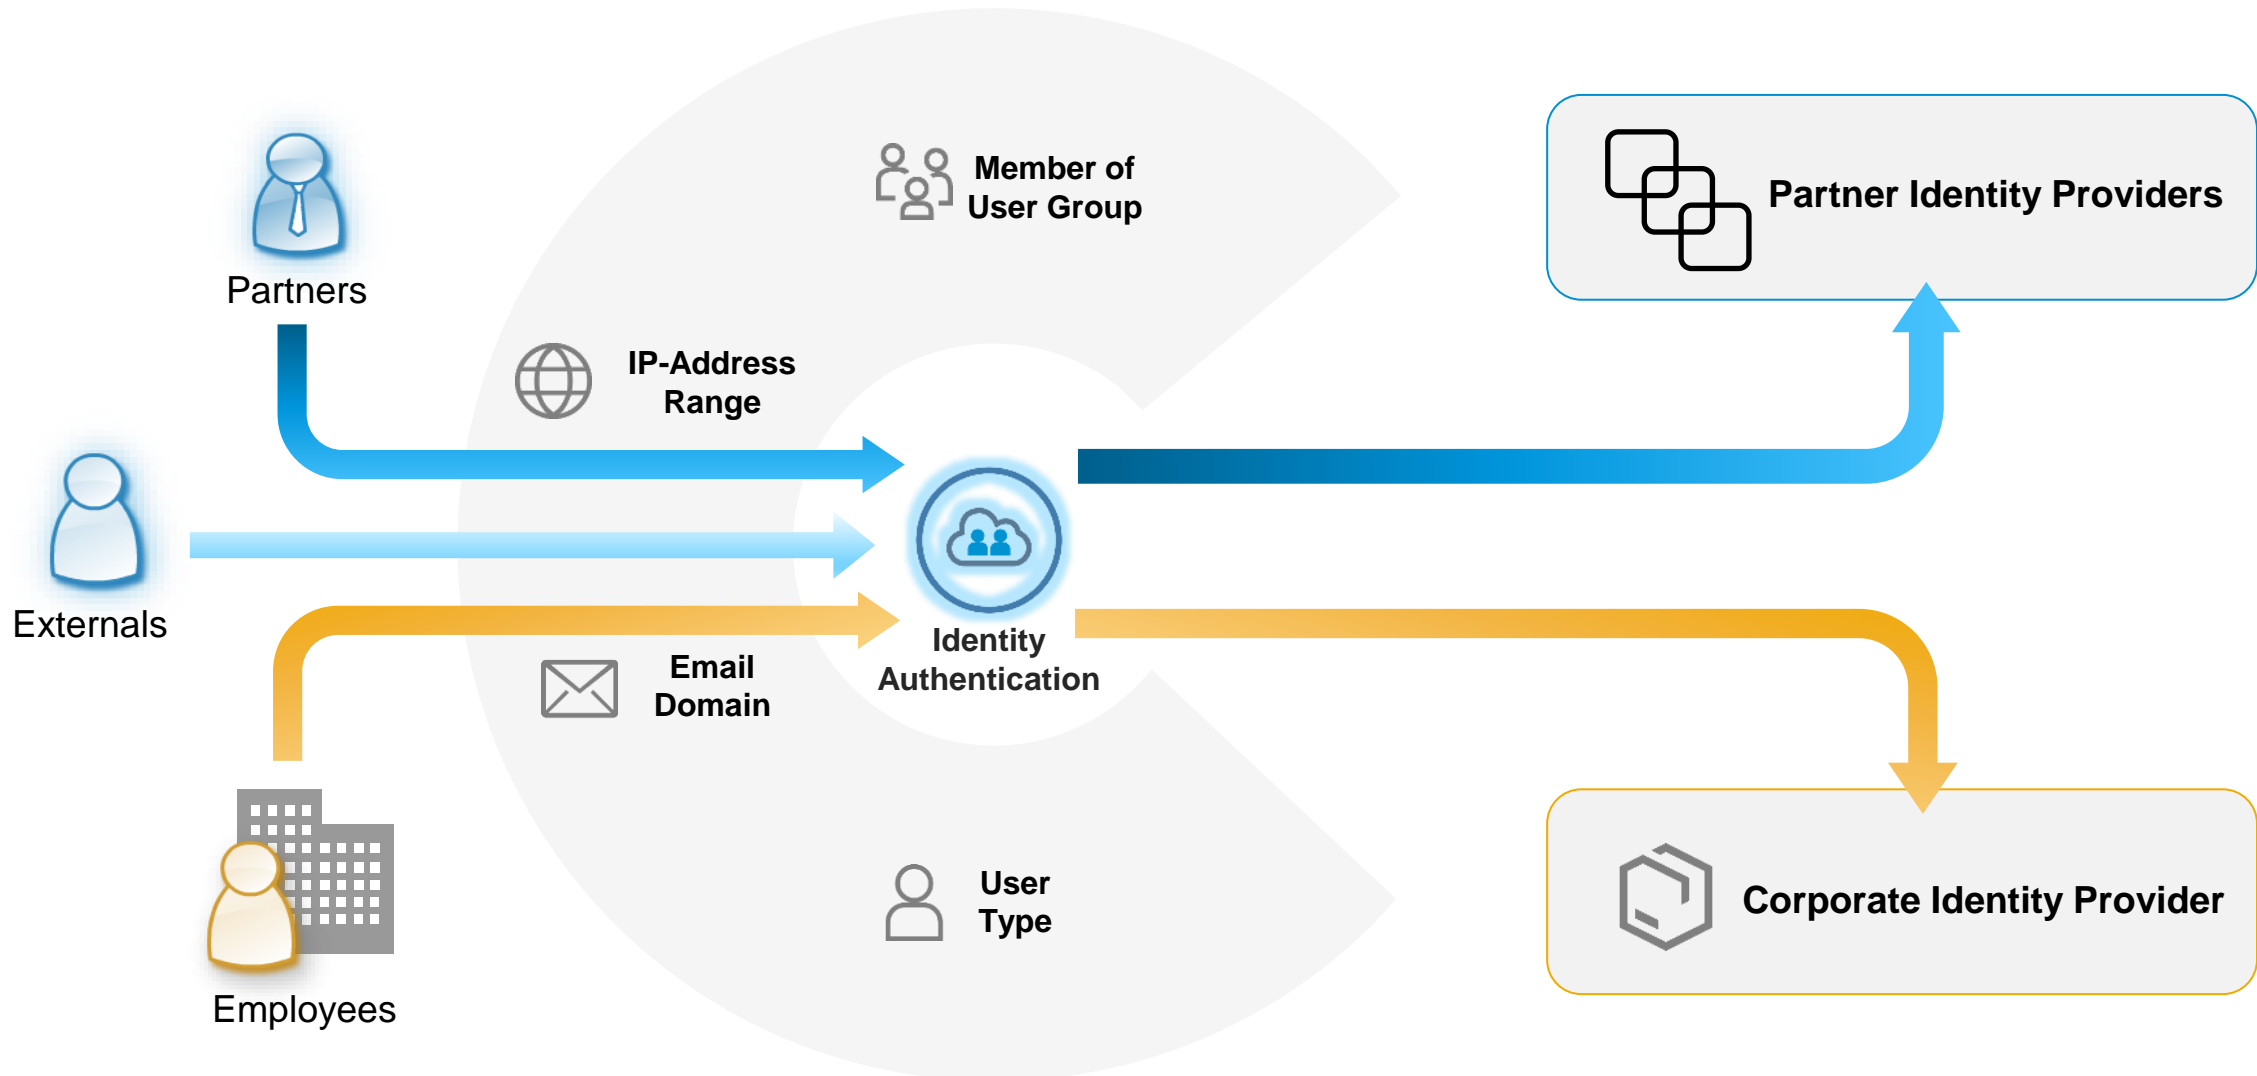 Member of
User Group
Partner Identity Providers
Partners
IP-Address
Range
Externals
Identity
Authentication
Email
Domain
User
Type
Corporate Identity Provider
Employees